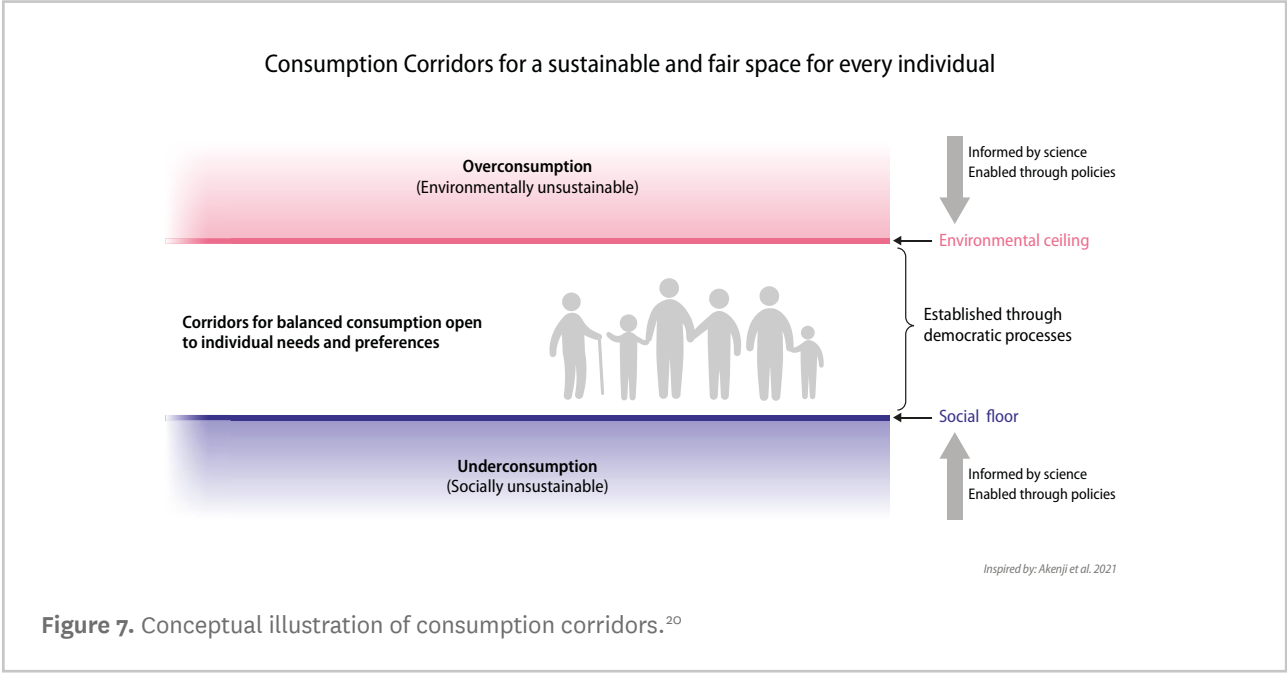 Consumption Corridors for a sustainable and fair space for every individual
Overconsumption
(Environmentally unsustainable)
Informed by science
Enabled through policies
Environmental ceiling
Corridors for balanced consumption open
to individual needs and preferences
Established through
democratic processes
Social floor
Underconsumption
(Socially unsustainable)
Informed by science
Enabled through policies
Inspired by: Akenji et al. 2021
Figure 7. Conceptual illustration of consumption corridors.²⁰